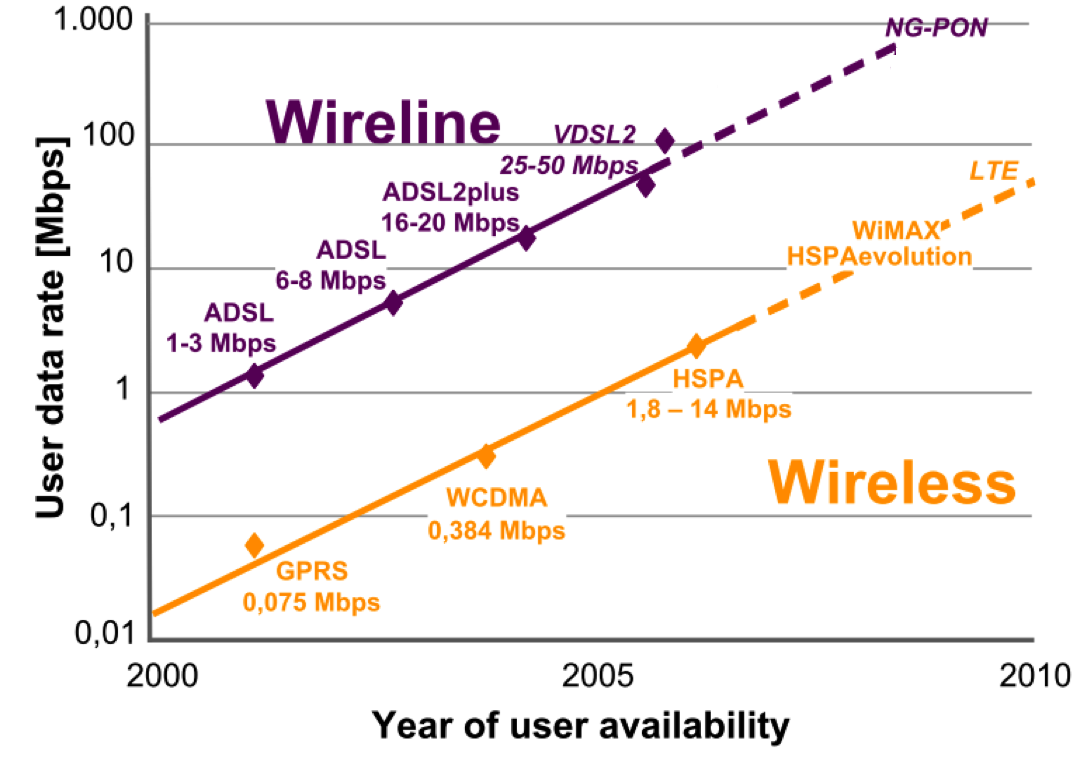 1.000
NG-PON
Wireline
100
VDSL2
25-50 Mbps
LTE
ADSL2plus
16-20 Mbps
WiMAX
HSPAevolution
10
ADSL
6-8 Mbps
ADSL
1-3 Mbps
1
HSPA
1,8 – 14 Mbps
Wireless
WCDMA
0,384 Mbps
0,1
GPRS
0,075 Mbps
0,01
User data rate [Mbps]
2000
2005
2010
Year of user availability